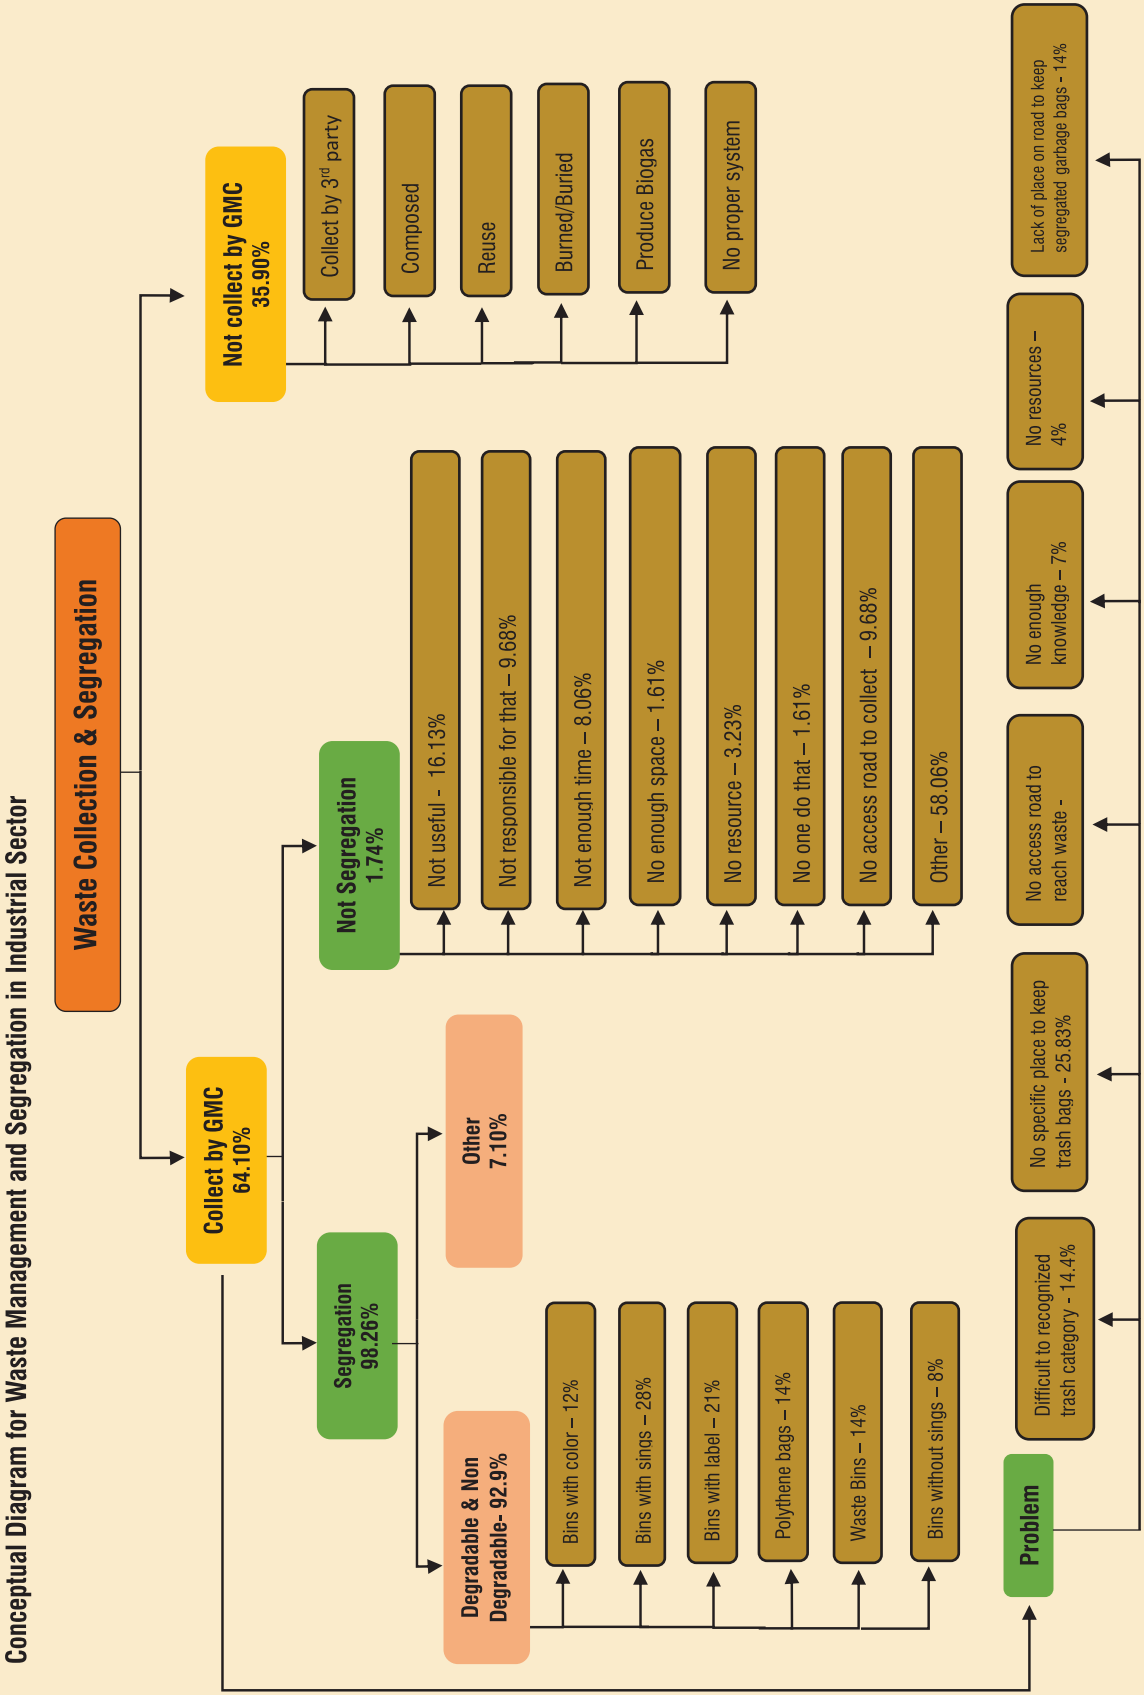 Conceptual Diagram for Waste Management and Segregation in Industrial Sector
Waste Collection & Segregation
Collect by GMC
64.10%
Not collect by GMC
35.90%
Segregation
98.26%
Not Segregation
1.74%
Degradable & Non
Degradable- 92.9%
Other
7.10%
Bins with color – 12%
Bins with sings – 28%
Bins with label – 21%
Polythene bags – 14%
Waste Bins – 14%
Bins without sings – 8%
Not useful - 16.13%
Not responsible for that – 9.68%
Not enough time – 8.06%
No enough space – 1.61%
No resource – 3.23%
No one do that – 1.61%
No access road to collect – 9.68%
Other – 58.06%
Collect by 3rd party
Composed
Reuse
Burned/Buried
Produce Biogas
No proper system
Problem
Difficult to recognized
trash category - 14.4%
No specific place to keep
trash bags - 25.83%
No access road to
reach waste -
No enough
knowledge – 7%
No resources –
4%
Lack of place on road to keep
segregated garbage bags - 14%